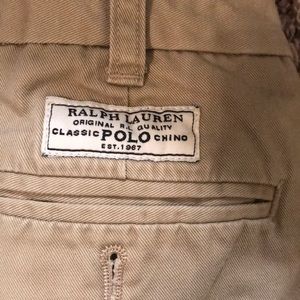 RALPH LAUREN
ORIGINAL R.L. QUALITY
CLASSIC POLO CHINO
EST. 1967